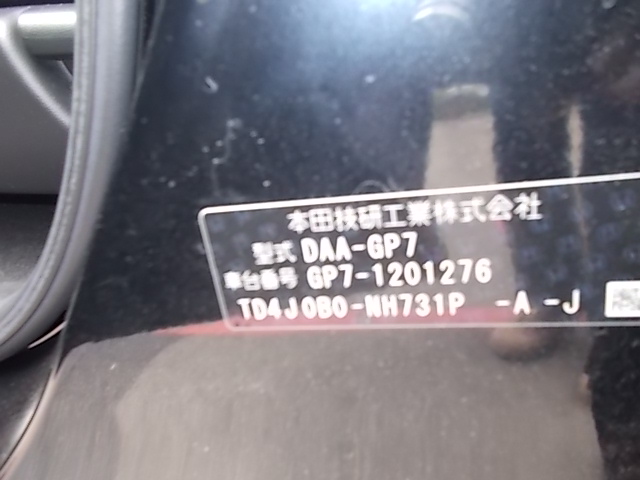 本田技研工業株式会社
型式 DAA-GP7
車台番号 GP7-1201276
TD4J0B0-NH731P -A -J